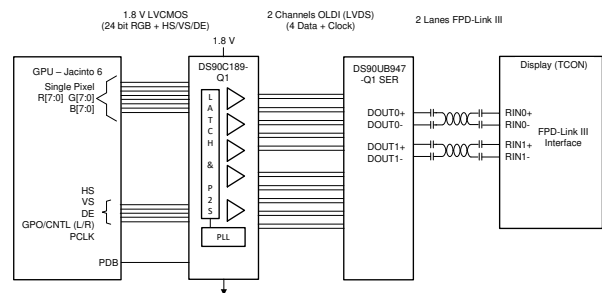 1.8 V LVCMOS
(24 bit RGB + HS/VS/DE)
2 Channels OLDI (LVDS)
(4 Data + Clock)
2 Lanes FPD-Link III
1.8 V
GPU – Jacinto 6
Single Pixel
R[7:0] G[7:0]
B[7:0]
HS
VS
DE
GPO/CNTL (L/R)
PCLK
PDB
DS90C189-
Q1
LATCH & P2S
PLL
DS90UB947
-Q1 SER
DOUT0+
DOUT0-
DOUT1+
DOUT1-
Display (TCON)
RIN0+
RIN0-
FPD-Link III
Interface
RIN1+
RIN1-